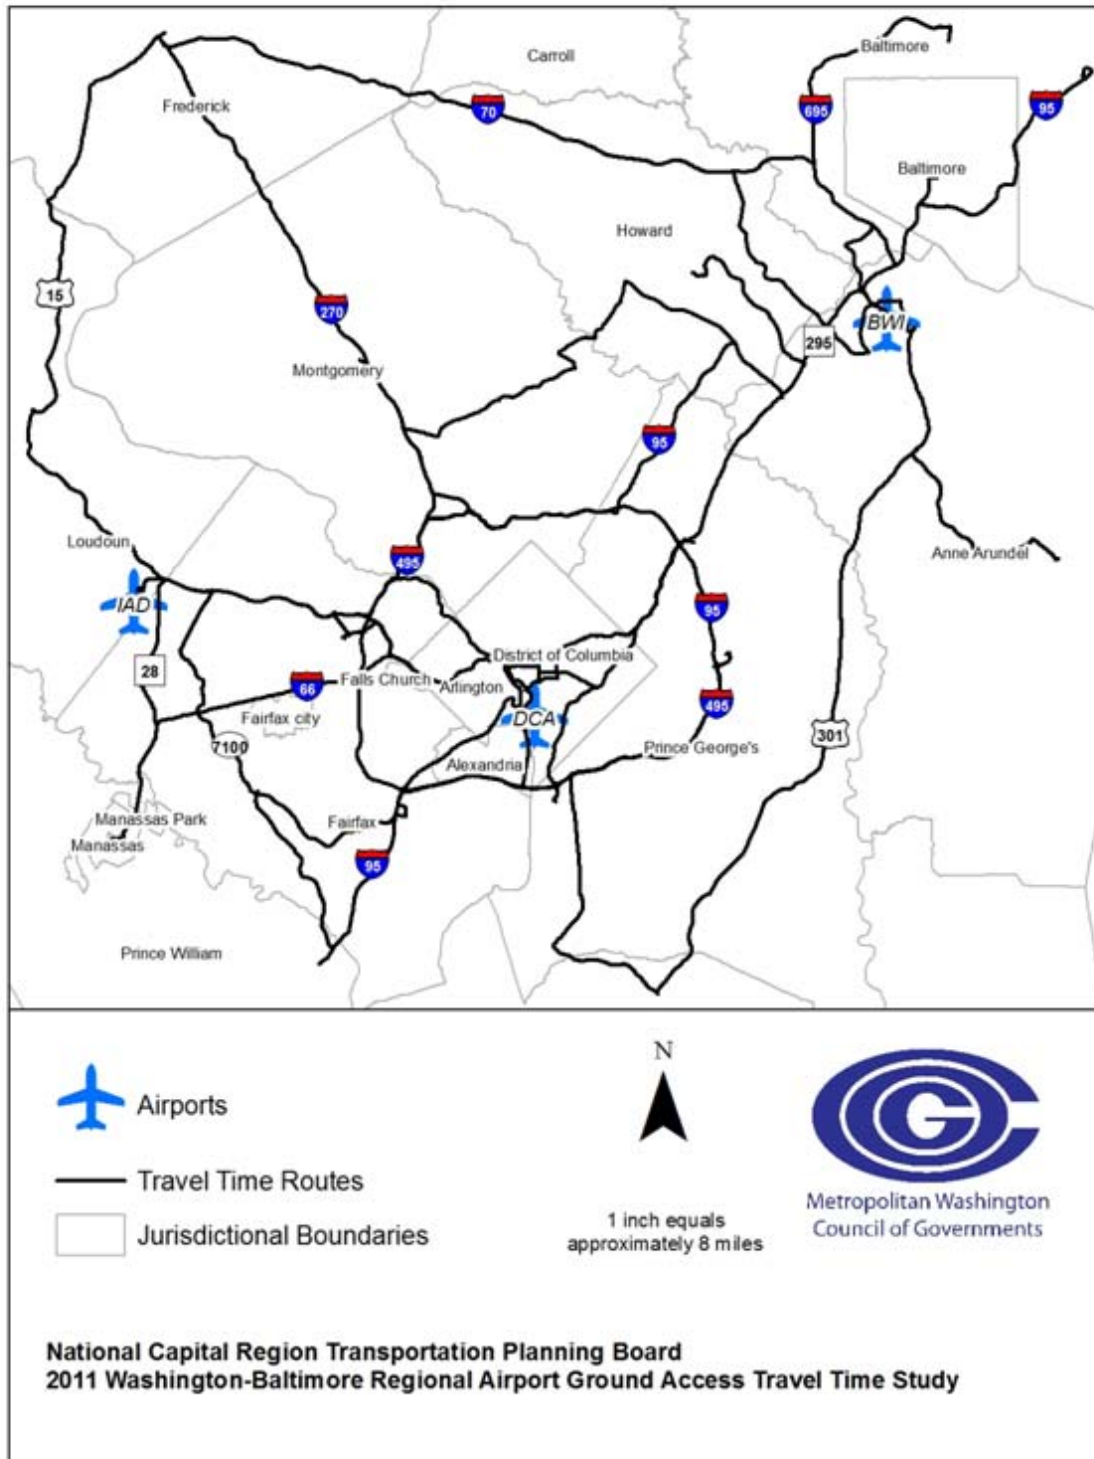 Baltimore
Carroll
Frederick
70
695
95
Baltimore
Howard
15
270
BWI
295
Montgomery
95
Loudoun
495
Anne Arundel
IAD
95
28
District of Columbia
66
Falls Church
Arlington
495
Fairfax city
DCA
7100
301
Prince George's
Alexandria
Manassas Park
Fairfax
Manassas
95
Prince William
Airports
Travel Time Routes
Jurisdictional Boundaries
N
1 inch equals
approximately 8 miles
Metropolitan Washington
Council of Governments
National Capital Region Transportation Planning Board
2011 Washington-Baltimore Regional Airport Ground Access Travel Time Study